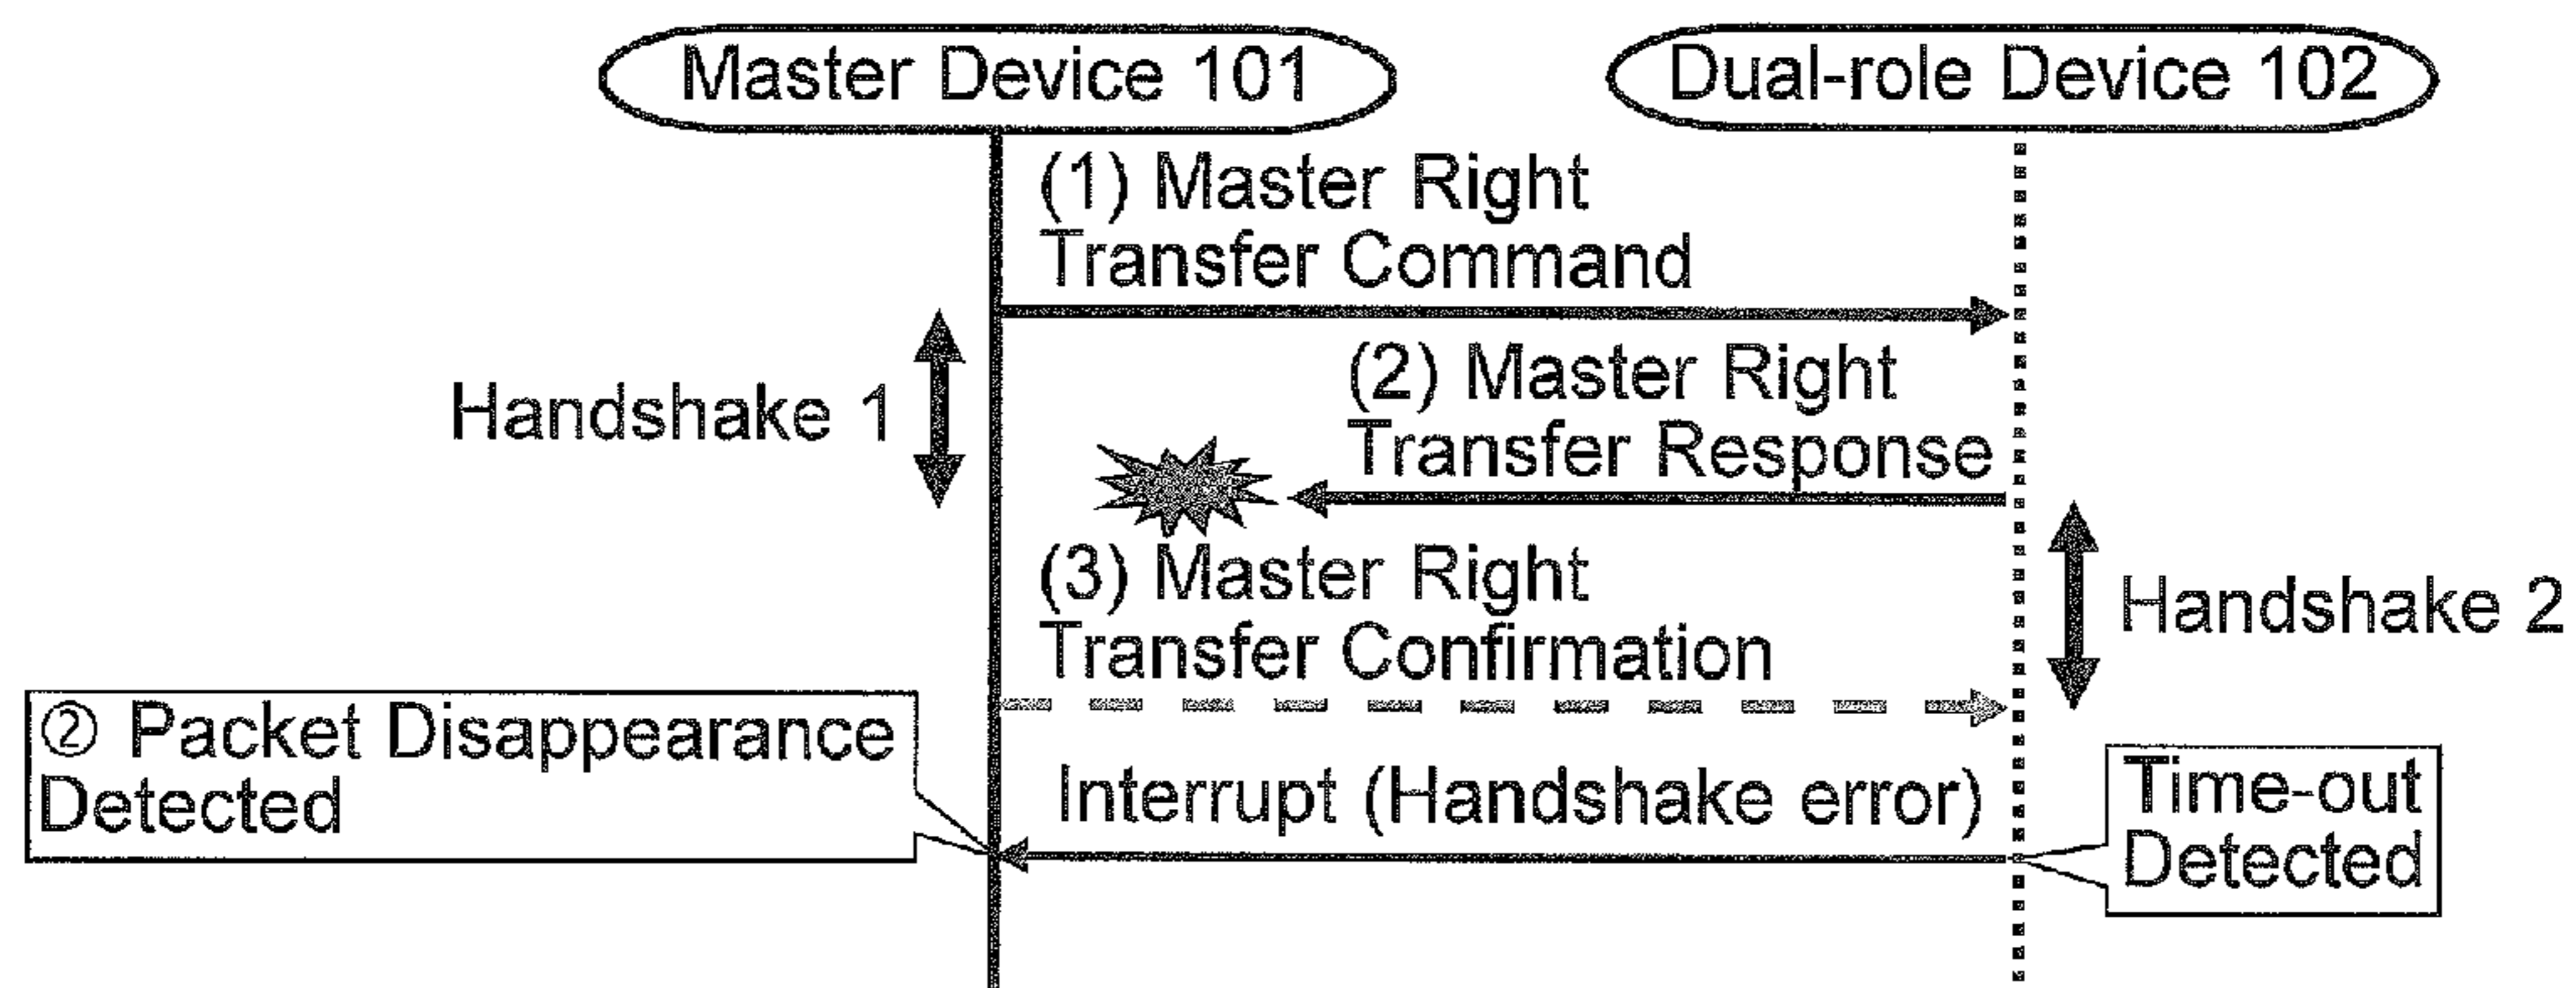 Master Device 101
Dual-role Device 102
(1) Master Right
Transfer Command
(2) Master Right
Transfer Response
Handshake 1
(3) Master Right
Transfer Confirmation
Handshake 2
② Packet Disappearance
Detected
Interrupt (Handshake error)
Time-out
Detected